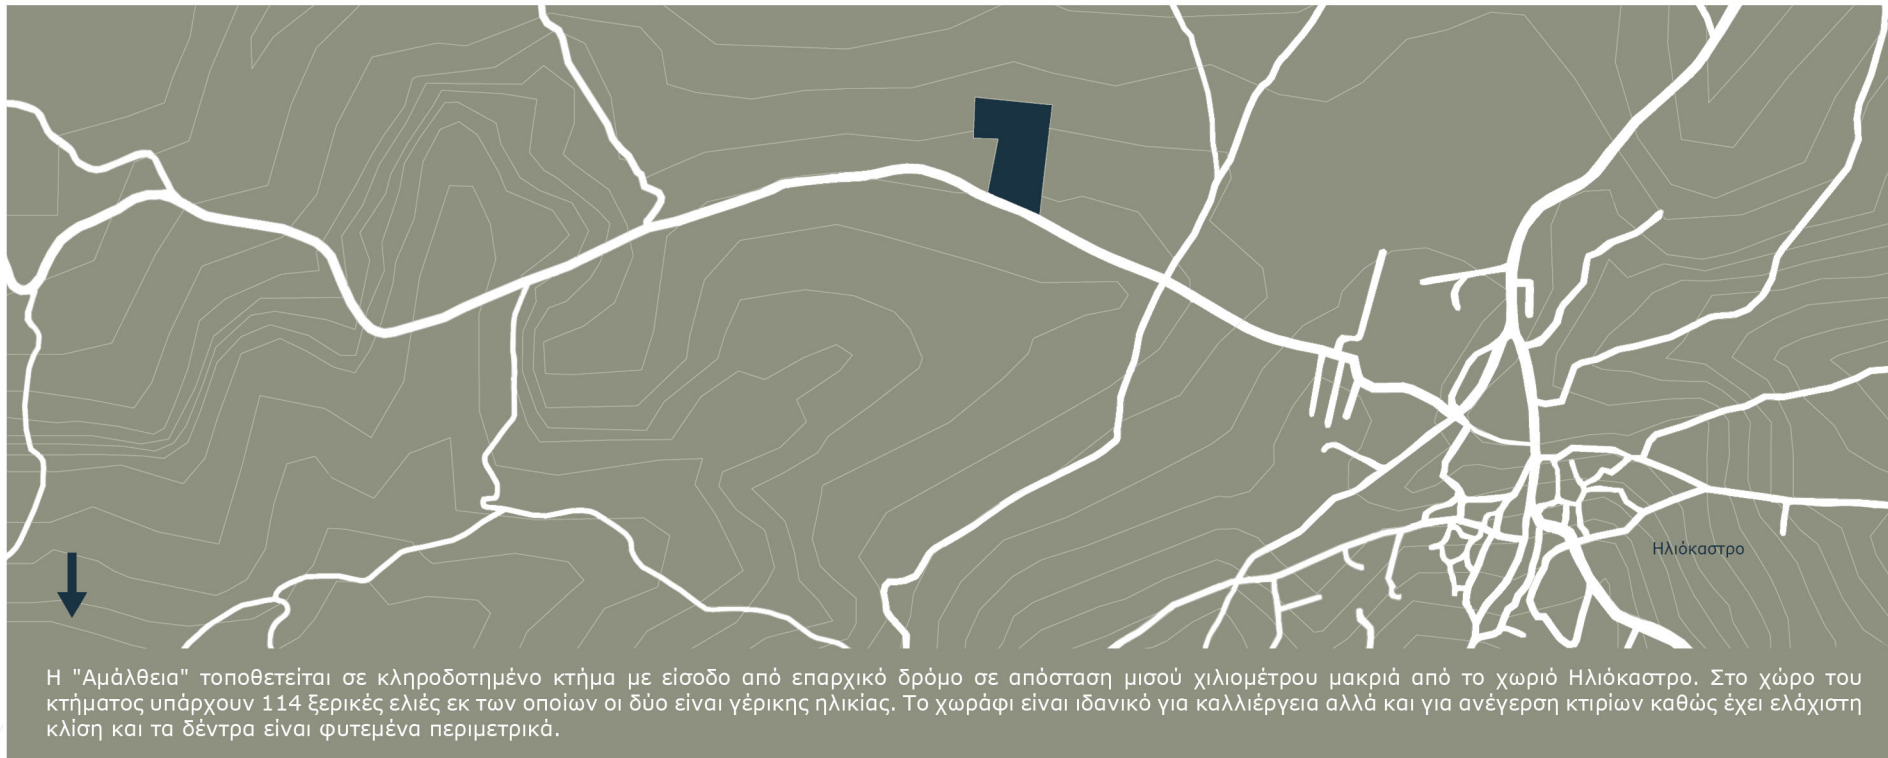 Ηλιόκαστρο
Η "Αμάλθεια" τοποθετείται σε κληροδοτημένο κτήμα με είσοδο από επαρχικό δρόμο σε απόσταση μισού χιλιομέτρου μακριά από το χωριό Ηλιόκαστρο. Στο χώρο του
κτήματος υπάρχουν 114 ξερικές ελιές εκ των οποίων οι δύο είναι γέρικης ηλικίας. Το χωράφι είναι ιδανικό για καλλιέργεια αλλά και για ανέγερση κτιρίων καθώς έχει ελάχιστη
κλίση και τα δέντρα είναι φυτεμένα περιμετρικά.